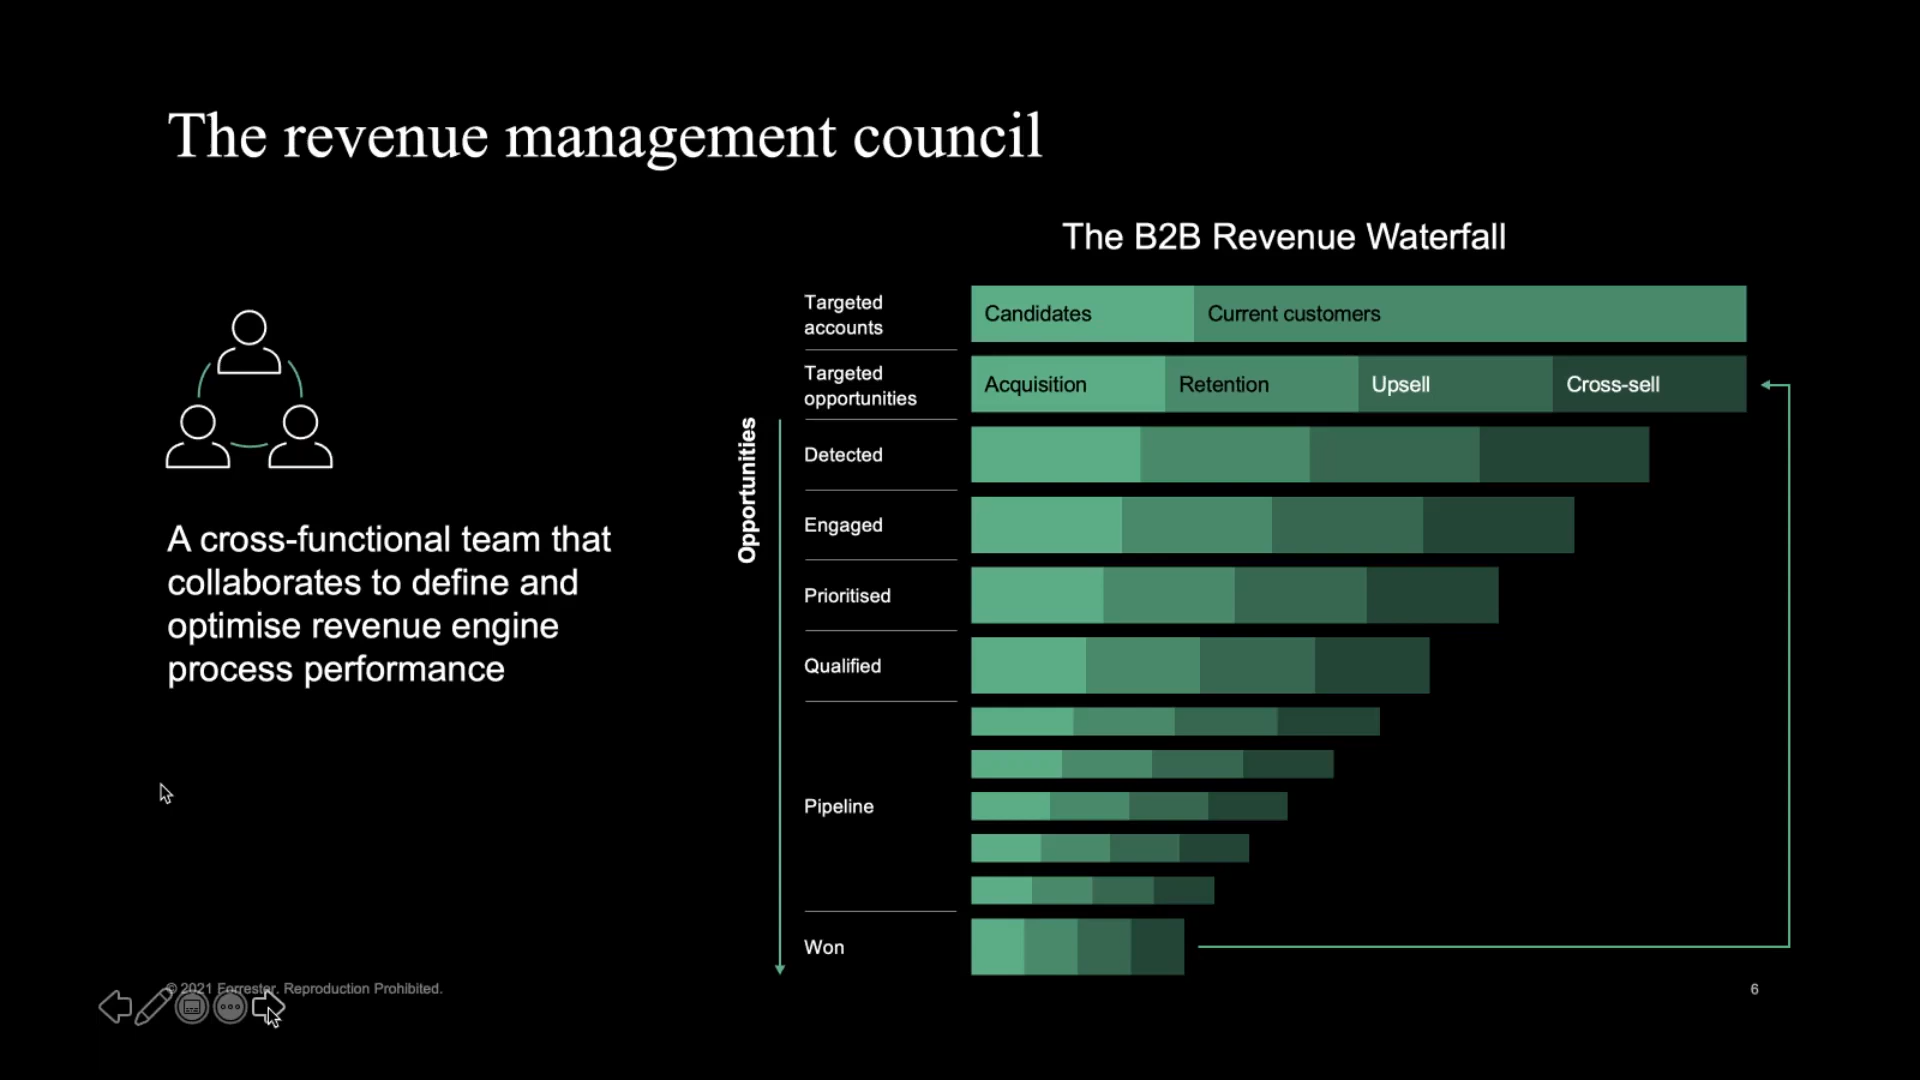 The revenue management council
A cross-functional team that
collaborates to define and
optimise revenue engine
process performance
The B2B Revenue Waterfall
Opportunities
Targeted
accounts
Candidates
Current customers
Targeted
opportunities
Acquisition
Retention
Upsell
Cross-sell
Detected
Engaged
Prioritised
Qualified
Pipeline
Won
© 2021 Forrester. Reproduction Prohibited.
6